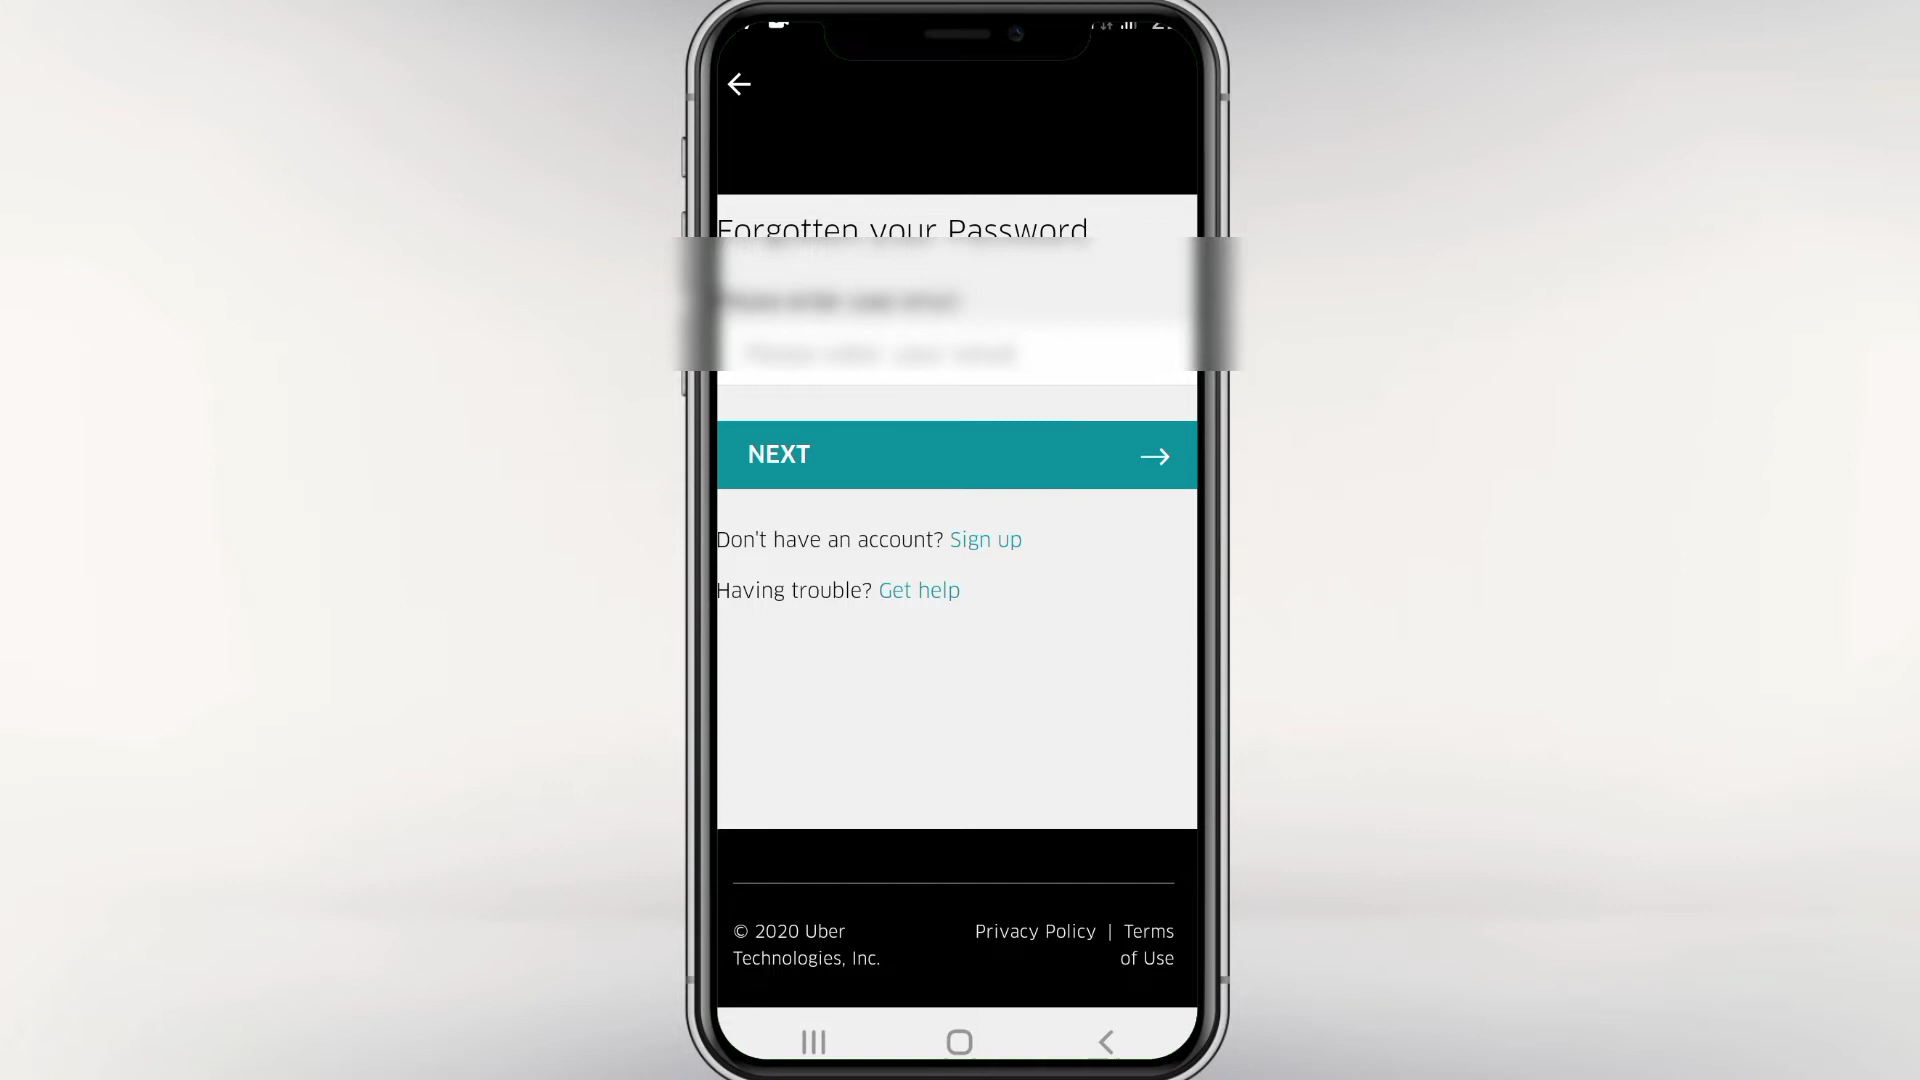 Forgotten your Password
NEXT
Don't have an account? Sign up
Having trouble? Get help
© 2020 Uber
Technologies, Inc.
Privacy Policy | Terms
of Use